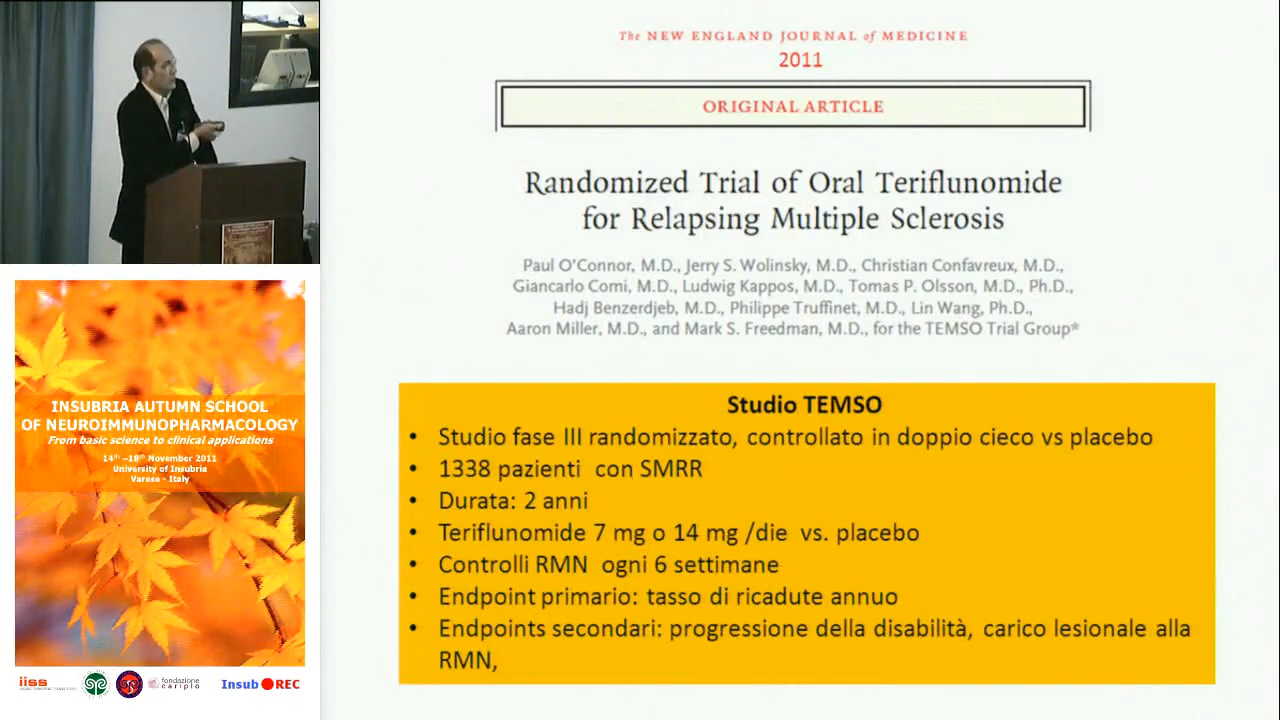 The NEW ENGLAND JOURNAL of MEDICINE
2011
ORIGINAL ARTICLE
Randomized Trial of Oral Teriflunomide
for Relapsing Multiple Sclerosis
Paul O'Connor, M.D., Jerry S. Wolinsky, M.D., Christian Confavreux, M.D.,
Giancarlo Comi, M.D., Ludwig Kappos, M.D., Tomas P. Olsson, M.D., Ph.D.,
Hadj Benzerdjeb, M.D., Philippe Truffinet, M.D., Lin Wang, Ph.D.,
Aaron Miller, M.D., and Mark S. Freedman, M.D., for the TEMSO Trial Group*
Studio TEMSO
• Studio fase III randomizzato, controllato in doppio cieco vs placebo
• 1338 pazienti con SMRR
• Durata: 2 anni
• Teriflunomide 7 mg o 14 mg /die vs. placebo
• Controlli RMN ogni 6 settimane
• Endpoint primario: tasso di ricadute annuo
• Endpoints secondari: progressione della disabilità, carico lesionale alla
RMN,
INSUBRIA AUTUMN SCHOOL
OF NEUROIMMUNOPHARMACOLOGY
From basic science to clinical applications
14th –18th November 2011
University of Insubria
Varese - Italy
iiss
fondazione
cariplo
Insub REC